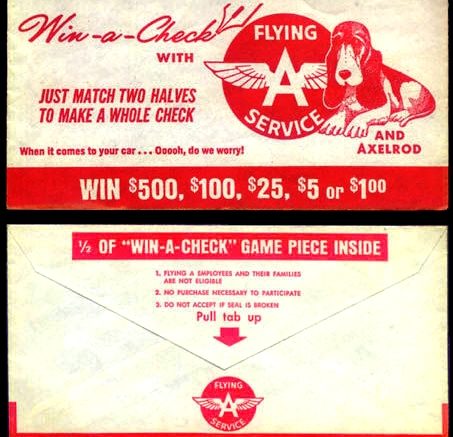 Win-a-Check
WITH
FLYING
A
SERVICE
JUST MATCH TWO HALVES
TO MAKE A WHOLE CHECK
When it comes to your car . . . Ooooh, do we worry!
AND
AXELROD
WIN $500, $100, $25, $5 or $1⁰⁰
½ OF "WIN-A-CHECK" GAME PIECE INSIDE
1. FLYING A EMPLOYEES AND THEIR FAMILIES
ARE NOT ELIGIBLE
2. NO PURCHASE NECESSARY TO PARTICIPATE
3. DO NOT ACCEPT IF SEAL IS BROKEN
Pull tab up
FLYING
A
SERVICE